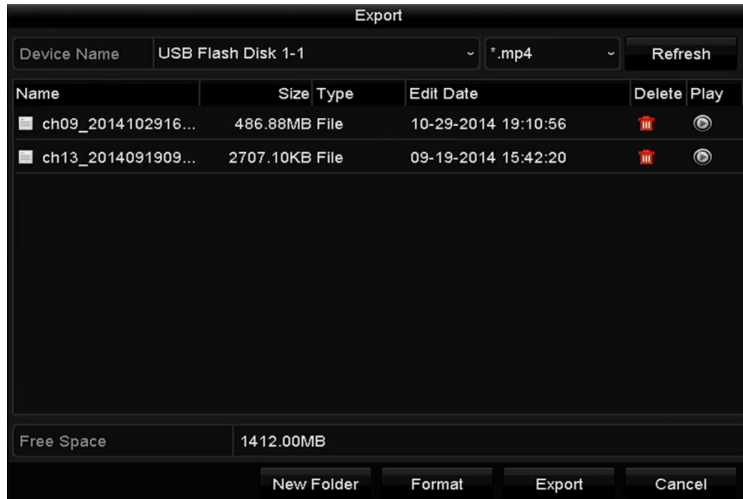 Export
Device Name USB Flash Disk 1-1 *.mp4 Refresh
Name Size Type Edit Date Delete Play
ch09_2014102916... 486.88MB File 10-29-2014 19:10:56
ch13_2014091909... 2707.10KB File 09-19-2014 15:42:20
Free Space 1412.00MB
New Folder Format Export Cancel